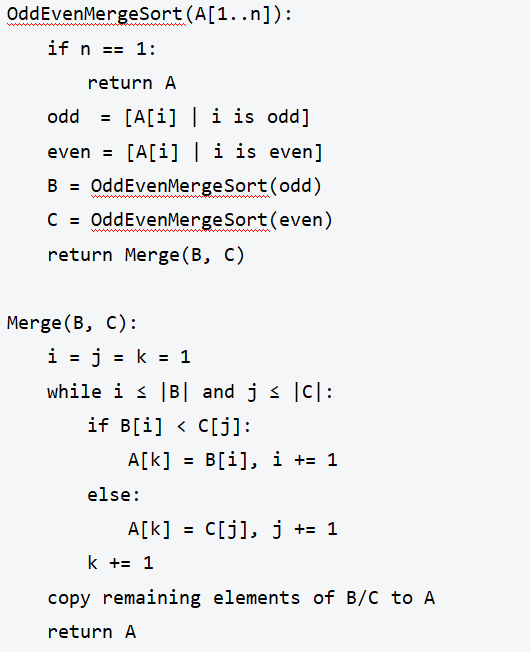 OddEvenMergeSort(A[1..n]):
    if n == 1:
        return A
    odd  = [A[i] | i is odd]
    even = [A[i] | i is even]
    B = OddEvenMergeSort(odd)
    C = OddEvenMergeSort(even)
    return Merge(B, C)

Merge(B, C):
    i = j = k = 1
    while i ≤ |B| and j ≤ |C|:
        if B[i] < C[j]:
            A[k] = B[i], i += 1
        else:
            A[k] = C[j], j += 1
        k += 1
    copy remaining elements of B/C to A
    return A